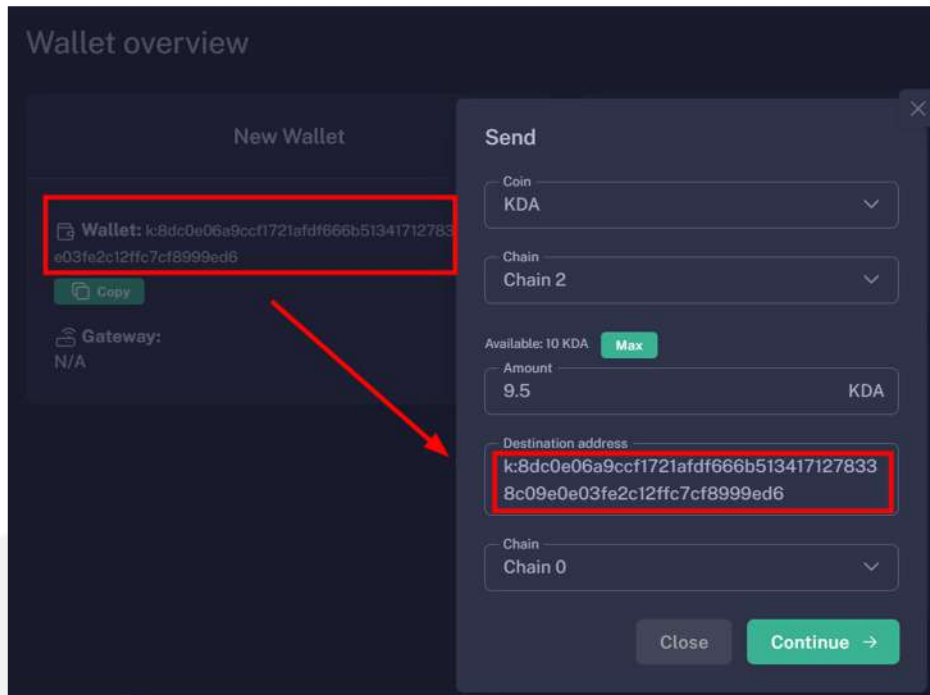 Wallet overview
New Wallet
Wallet: k:8dc0e06a9ccf1721afdf666b51341712783
e03fe2c12ffc7cf8999ed6
Copy
Gateway:
N/A
Send
Coin
KDA
Chain
Chain 2
Available: 10 KDA Max
Amount
9.5 KDA
Destination address
k:8dc0e06a9ccf1721afdf666b513417127833
8c09e0e03fe2c12ffc7cf8999ed6
Chain
Chain 0
Close
Continue →